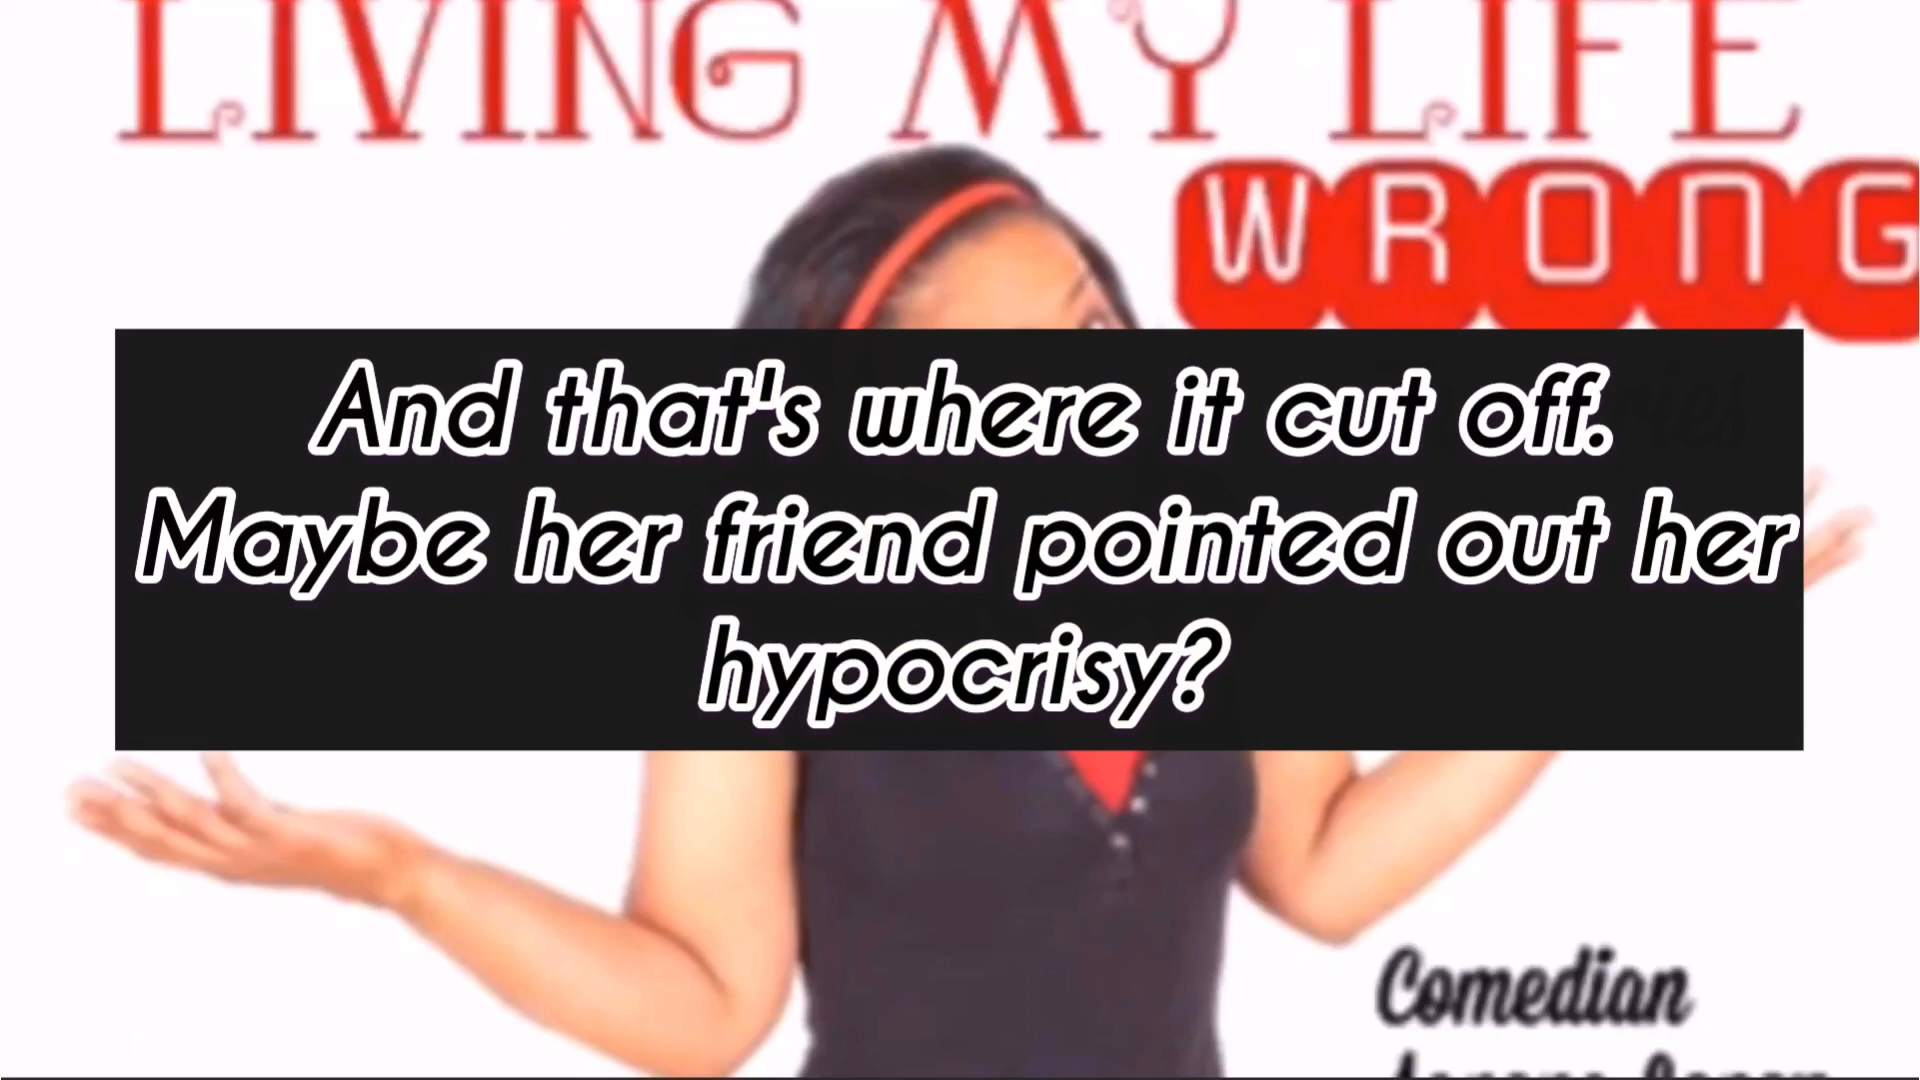 LIVING MY LIFE
WRONG
And that's where it cut off.
Maybe her friend pointed out her
hypocrisy?
Comedian